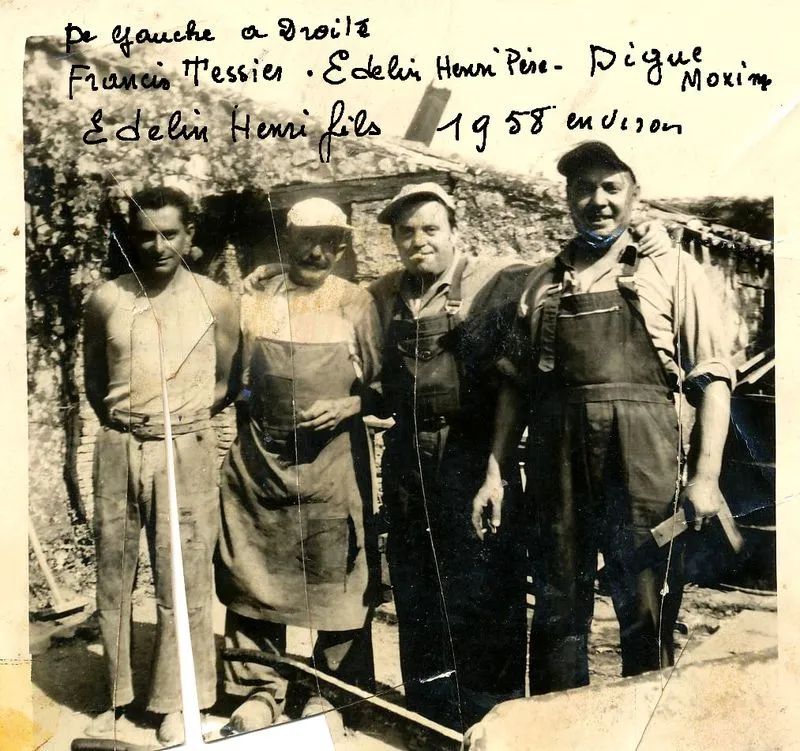 De Gauche a Droite
Francis Tessier . Edelin Henri Père - Digue Maxime
Edelin Henri fils 1958 environ